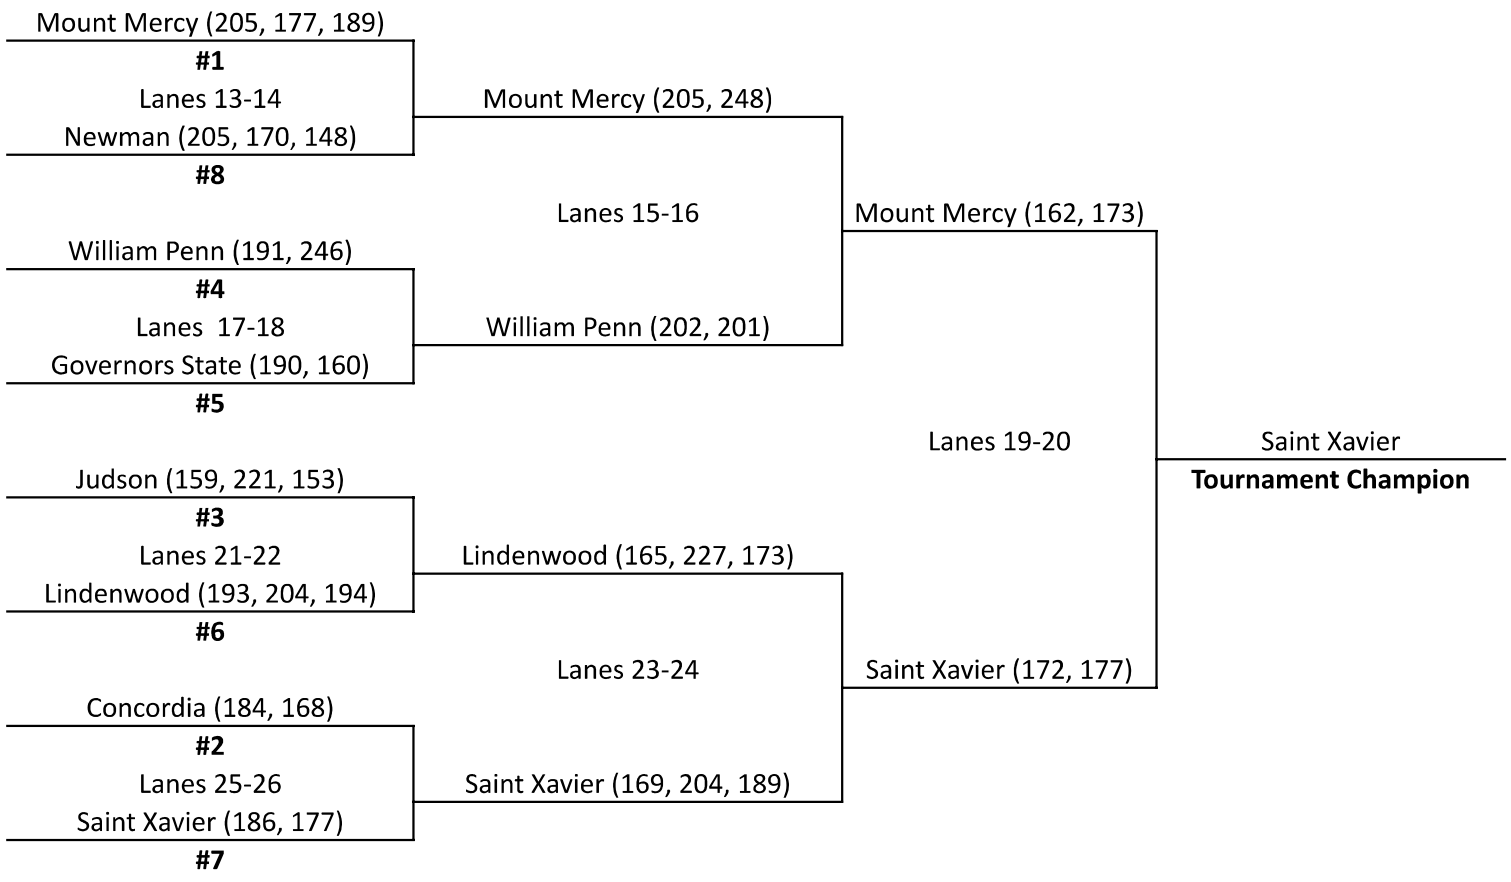 Mount Mercy (205, 177, 189)
#1
Lanes 13-14
Newman (205, 170, 148)
#8
William Penn (191, 246)
#4
Lanes  17-18
Governors State (190, 160)
#5
Judson (159, 221, 153)
#3
Lanes 21-22
Lindenwood (193, 204, 194)
#6
Concordia (184, 168)
#2
Lanes 25-26
Saint Xavier (186, 177)
#7
Mount Mercy (205, 248)
Lanes 15-16
William Penn (202, 201)
Lindenwood (165, 227, 173)
Lanes 23-24
Saint Xavier (169, 204, 189)
Mount Mercy (162, 173)
Lanes 19-20
Saint Xavier (172, 177)
Saint Xavier
Tournament Champion